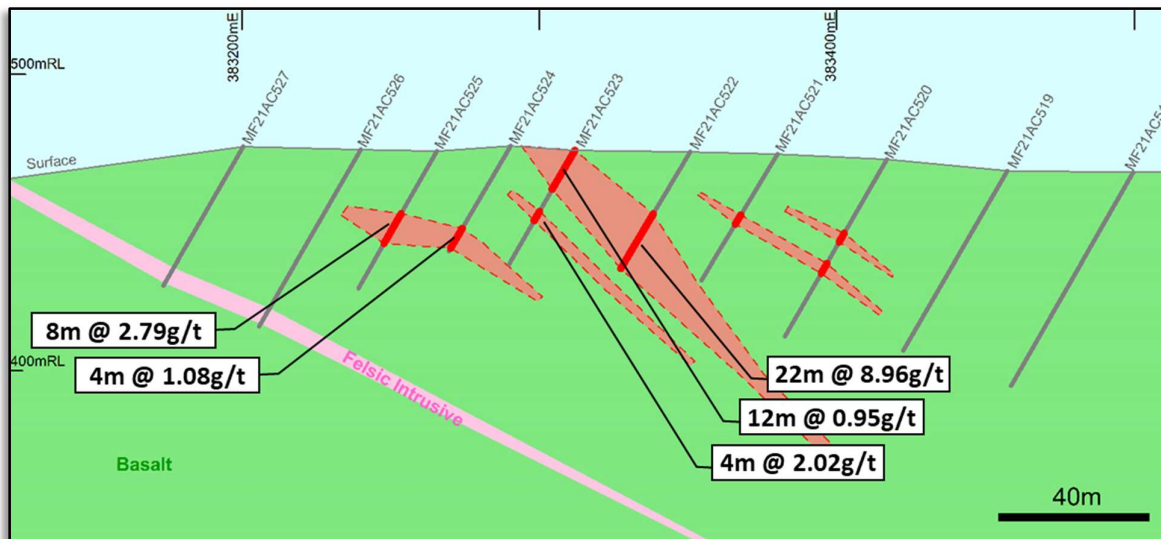 383200mE
383400mE
500mRL
MF21AC527
MF21AC526
MF21AC525
MF21AC524
MF21AC523
MF21AC522
MF21AC521
MF21AC520
MF21AC519
Surface
8m @ 2.79g/t
4m @ 1.08g/t
400mRL
Felsic Intrusive
22m @ 8.96g/t
12m @ 0.95g/t
4m @ 2.02g/t
Basalt
40m